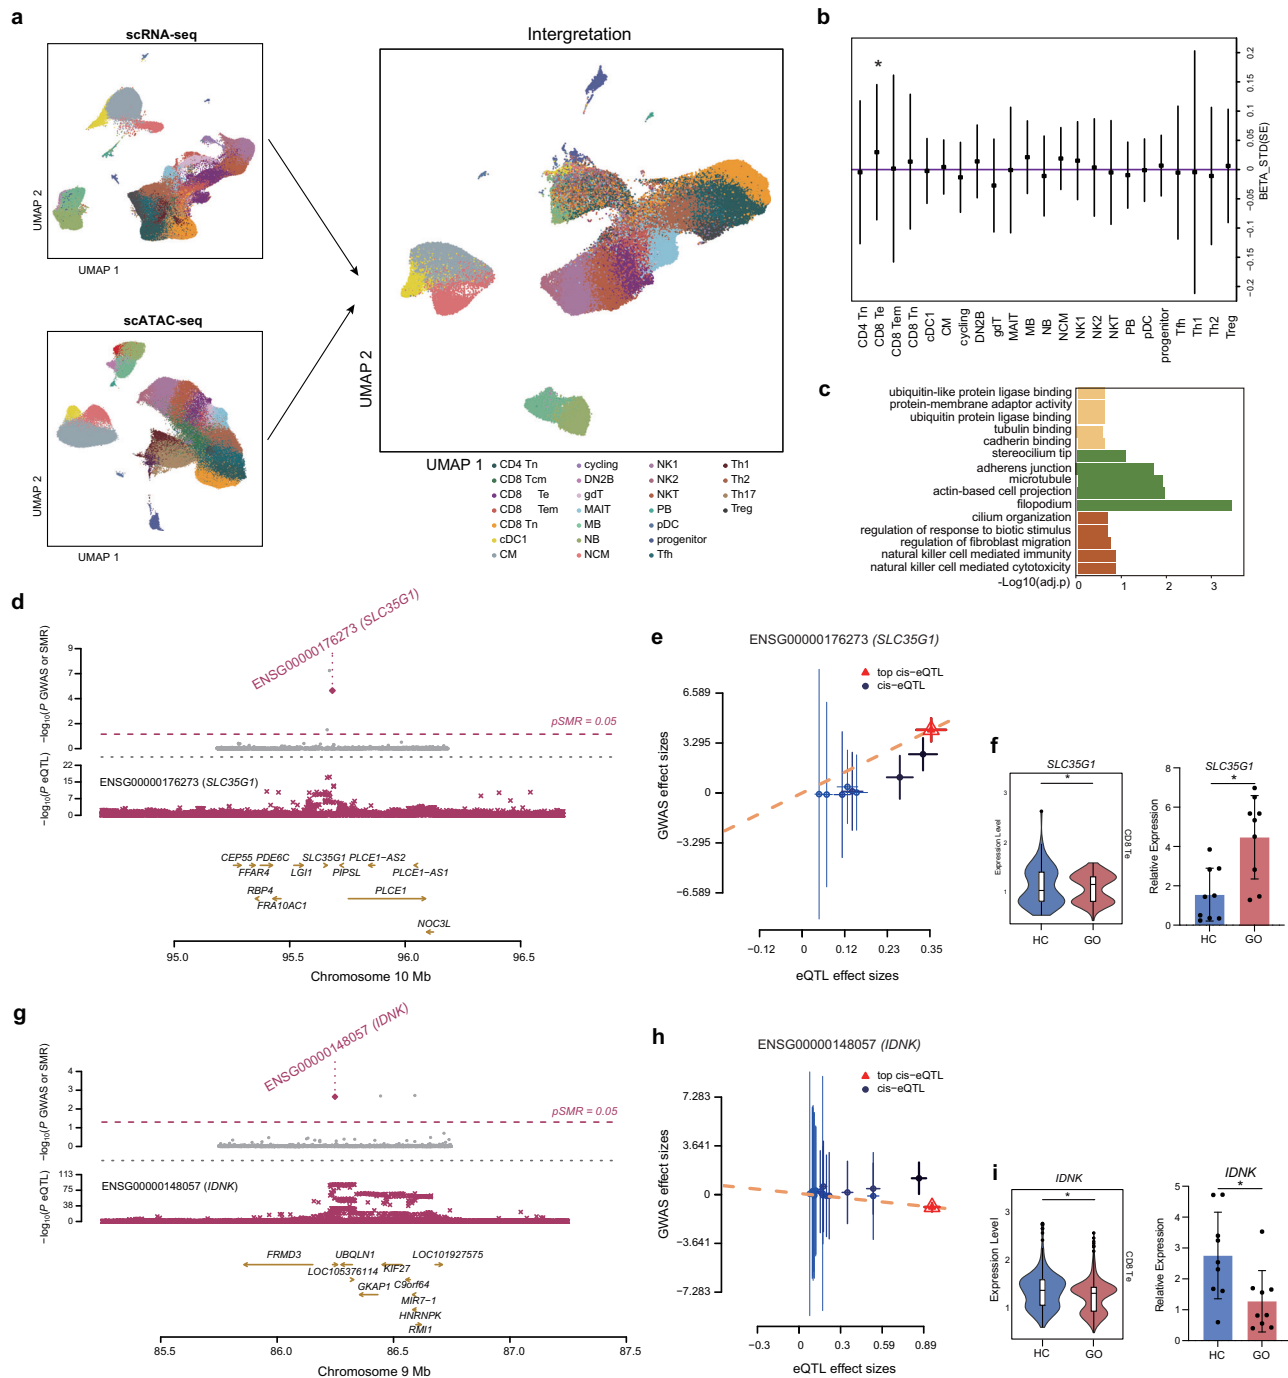 a
scRNA-seq
UMAP 2
UMAP 1
scATAC-seq
UMAP 2
UMAP 1
Intergretation
UMAP 2
UMAP 1
CD4 Tn
CD8 Tcm
CD8 Te
CD8 Tem
CD8 Tn
cDC1
CM
cycling
DN2B
gdT
MAIT
MB
NB
NCM
NK1
NK2
NKT
PB
pDC
progenitor
Tfh
Th1
Th2
Th17
Treg
b
*
0.2
0.15
0.1
0.05
0
−0.05
−0.1
−0.15
−0.2
BETA_STD(SE)
CD4 Tn
CD8 Te
CD8 Tem
CD8 Tn
cDC1
CM
cycling
DN2B
gdT
MAIT
MB
NB
NCM
NK1
NK2
NKT
PB
pDC
progenitor
Tfh
Th1
Th2
Treg
c
ubiquitin-like protein ligase binding
protein-membrane adaptor activity
ubiquitin protein ligase binding
tubulin binding
cadherin binding
stereocilium tip
adherens junction
microtubule
actin-based cell projection
filopodium
cilium organization
regulation of response to biotic stimulus
regulation of fibroblast migration
natural killer cell mediated immunity
natural killer cell mediated cytotoxicity
-Log10(adj.p)
0 1 2 3
d
ENSG00000176273 (SLC35G1)
−log10(P GWAS or SMR)
9
7
4
2
0
pSMR = 0.05
−log10(P eQTL)
22
15
7
0
ENSG00000176273 (SLC35G1)
CEP55 PDE6C SLC35G1 PLCE1−AS2
FFAR4 LGI1 PIPSL PLCE1−AS1
RBP4 PLCE1
FRA10AC1
NOC3L
95.0 95.5 96.0 96.5
Chromosome 10 Mb
e
ENSG00000176273 (SLC35G1)
top cis−eQTL
cis−eQTL
GWAS effect sizes
6.589
3.295
0
−3.295
−6.589
−0.12 0 0.12 0.23 0.35
eQTL effect sizes
f
SLC35G1
*
Expression Level
3
2
1
HC GO
CD8 Te
SLC35G1
*
Relative Expression
8
6
4
2
0
HC GO
g
ENSG00000148057 (IDNK)
−log10(P GWAS or SMR)
4
3
2
1
0
pSMR = 0.05
−log10(P eQTL)
113
75
38
0
ENSG00000148057 (IDNK)
FRMD3 UBQLN1 LOC101927575
LOC105376114 KIF27
GKAP1 C9orf64
MIR7−1
HNRNPK
RMI1
85.5 86.0 86.5 87.0 87.5
Chromosome 9 Mb
h
ENSG00000148057 (IDNK)
top cis−eQTL
cis−eQTL
GWAS effect sizes
7.283
3.641
0
−3.641
−7.283
−0.3 0 0.3 0.59 0.89
eQTL effect sizes
i
IDNK
*
Expression Level
3
2
1
HC GO
CD8 Te
IDNK
*
Relative Expression
5
4
3
2
1
0
HC GO